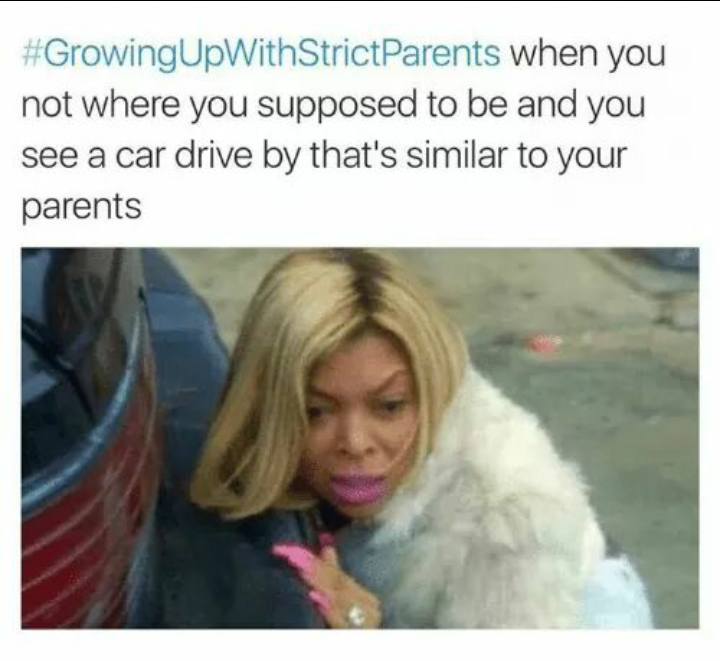 #GrowingUpWithStrictParents when you
not where you supposed to be and you
see a car drive by that's similar to your
parents